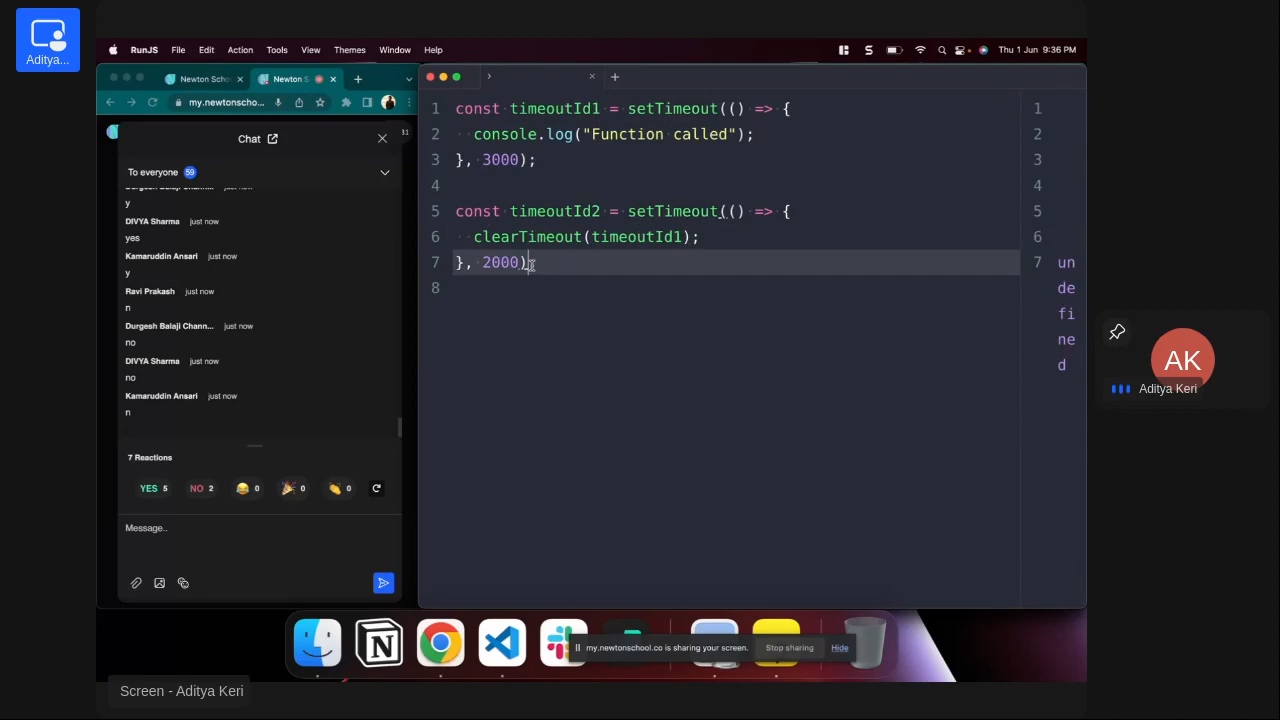 Aditya...
RunJS File Edit Action Tools View Themes Window Help
S Thu 1 Jun 9:36 PM
Newton Scho
Newton S
my.newtonscho...
31
Chat
To everyone 59
Durgesh Balaji Chann...
y
DIVYA Sharma just now
yes
Kamaruddin Ansari just now
y
Ravi Prakash just now
n
Durgesh Balaji Chann... just now
no
DIVYA Sharma just now
no
Kamaruddin Ansari just now
n
7 Reactions
YES 5 NO 2 0 0 0
Message..
1 const timeoutId1 = setTimeout(() => {
2 console.log("Function called");
3 }, 3000);
4
5 const timeoutId2 = setTimeout(() => {
6 clearTimeout(timeoutId1);
7 }, 2000)
8
1
2
3
4
5
6
7 un
de
fi
ne
d
AK
Aditya Keri
my.newtonschool.co is sharing your screen. Stop sharing Hide
Screen - Aditya Keri